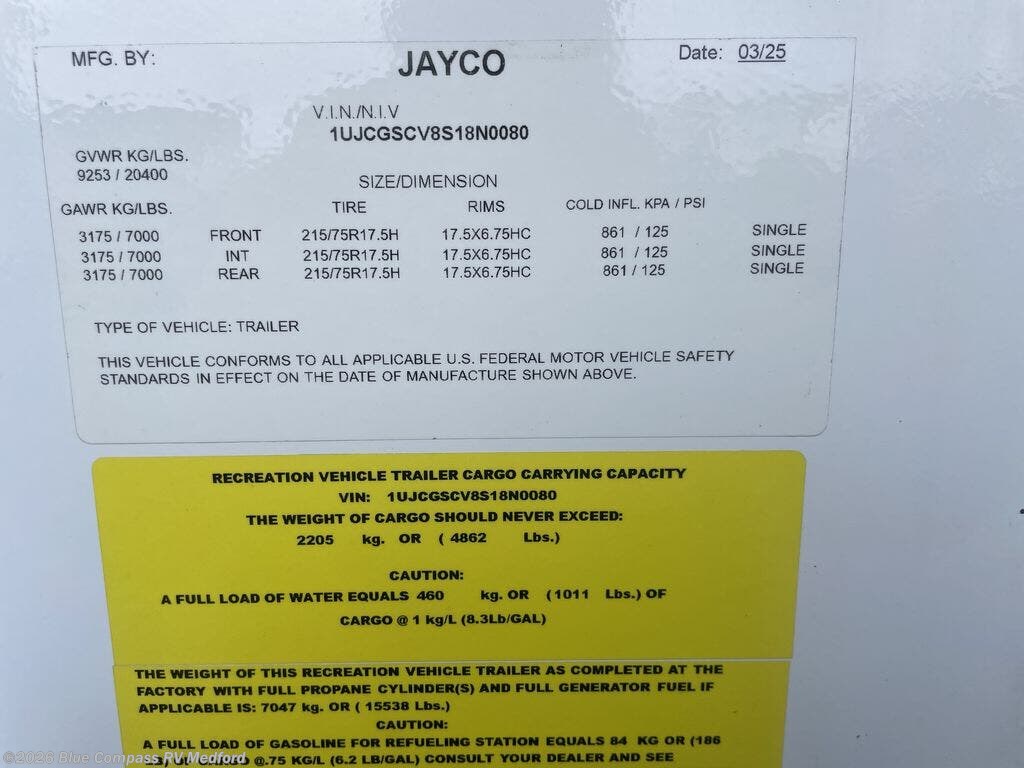 MFG. BY: JAYCO Date: 03/25
V.I.N./N.I.V
1UJCGSCV8S18N0080
GVWR KG/LBS.
9253 / 20400
SIZE/DIMENSION
GAWR KG/LBS. TIRE RIMS COLD INFL. KPA / PSI
3175 / 7000 FRONT 215/75R17.5H 17.5X6.75HC 861 / 125 SINGLE
3175 / 7000 INT 215/75R17.5H 17.5X6.75HC 861 / 125 SINGLE
3175 / 7000 REAR 215/75R17.5H 17.5X6.75HC 861 / 125 SINGLE
TYPE OF VEHICLE: TRAILER
THIS VEHICLE CONFORMS TO ALL APPLICABLE U.S. FEDERAL MOTOR VEHICLE SAFETY
STANDARDS IN EFFECT ON THE DATE OF MANUFACTURE SHOWN ABOVE.
RECREATION VEHICLE TRAILER CARGO CARRYING CAPACITY
VIN: 1UJCGSCV8S18N0080
THE WEIGHT OF CARGO SHOULD NEVER EXCEED:
2205 kg. OR ( 4862 Lbs.)
CAUTION:
A FULL LOAD OF WATER EQUALS 460 kg. OR (1011 Lbs.) OF
CARGO @ 1 kg/L (8.3Lb/GAL)
THE WEIGHT OF THIS RECREATION VEHICLE TRAILER AS COMPLETED AT THE
FACTORY WITH FULL PROPANE CYLINDER(S) AND FULL GENERATOR FUEL IF
APPLICABLE IS: 7047 kg. OR ( 15538 Lbs.)
CAUTION:
A FULL LOAD OF GASOLINE FOR REFUELING STATION EQUALS 84 KG OR (186
@ .75 KG/L (6.2 LB/GAL) CONSULT YOUR DEALER AND SEE
©2026 Blue Compass RV Medford